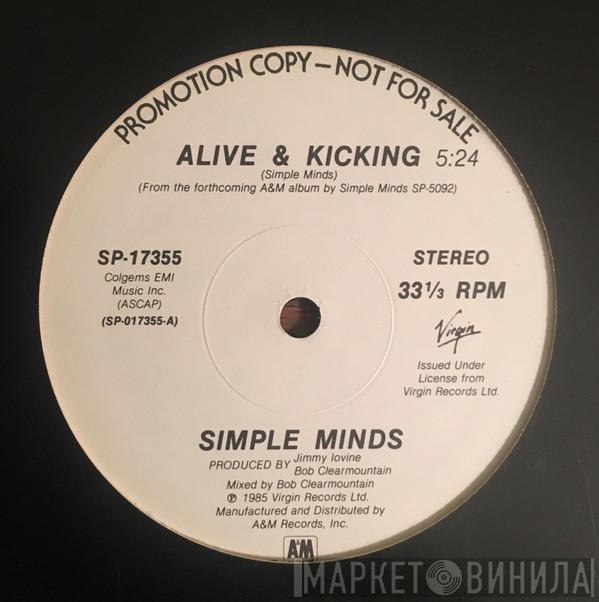 PROMOTION COPY—NOT FOR SALE
ALIVE & KICKING 5:24
(Simple Minds)
(From the forthcoming A&M album by Simple Minds SP-5092)
SP-17355
Colgems EMI
Music Inc.
(ASCAP)
(SP-017355-A)
STEREO
33 1/3 RPM
Virgin
Issued Under
License from
Virgin Records Ltd.
SIMPLE MINDS
PRODUCED BY Jimmy Iovine
Bob Clearmountain
Mixed by Bob Clearmountain
℗ 1985 Virgin Records Ltd.
Manufactured and Distributed by
A&M Records, Inc.
A&M
МАРКЕТ ВИНИЛА